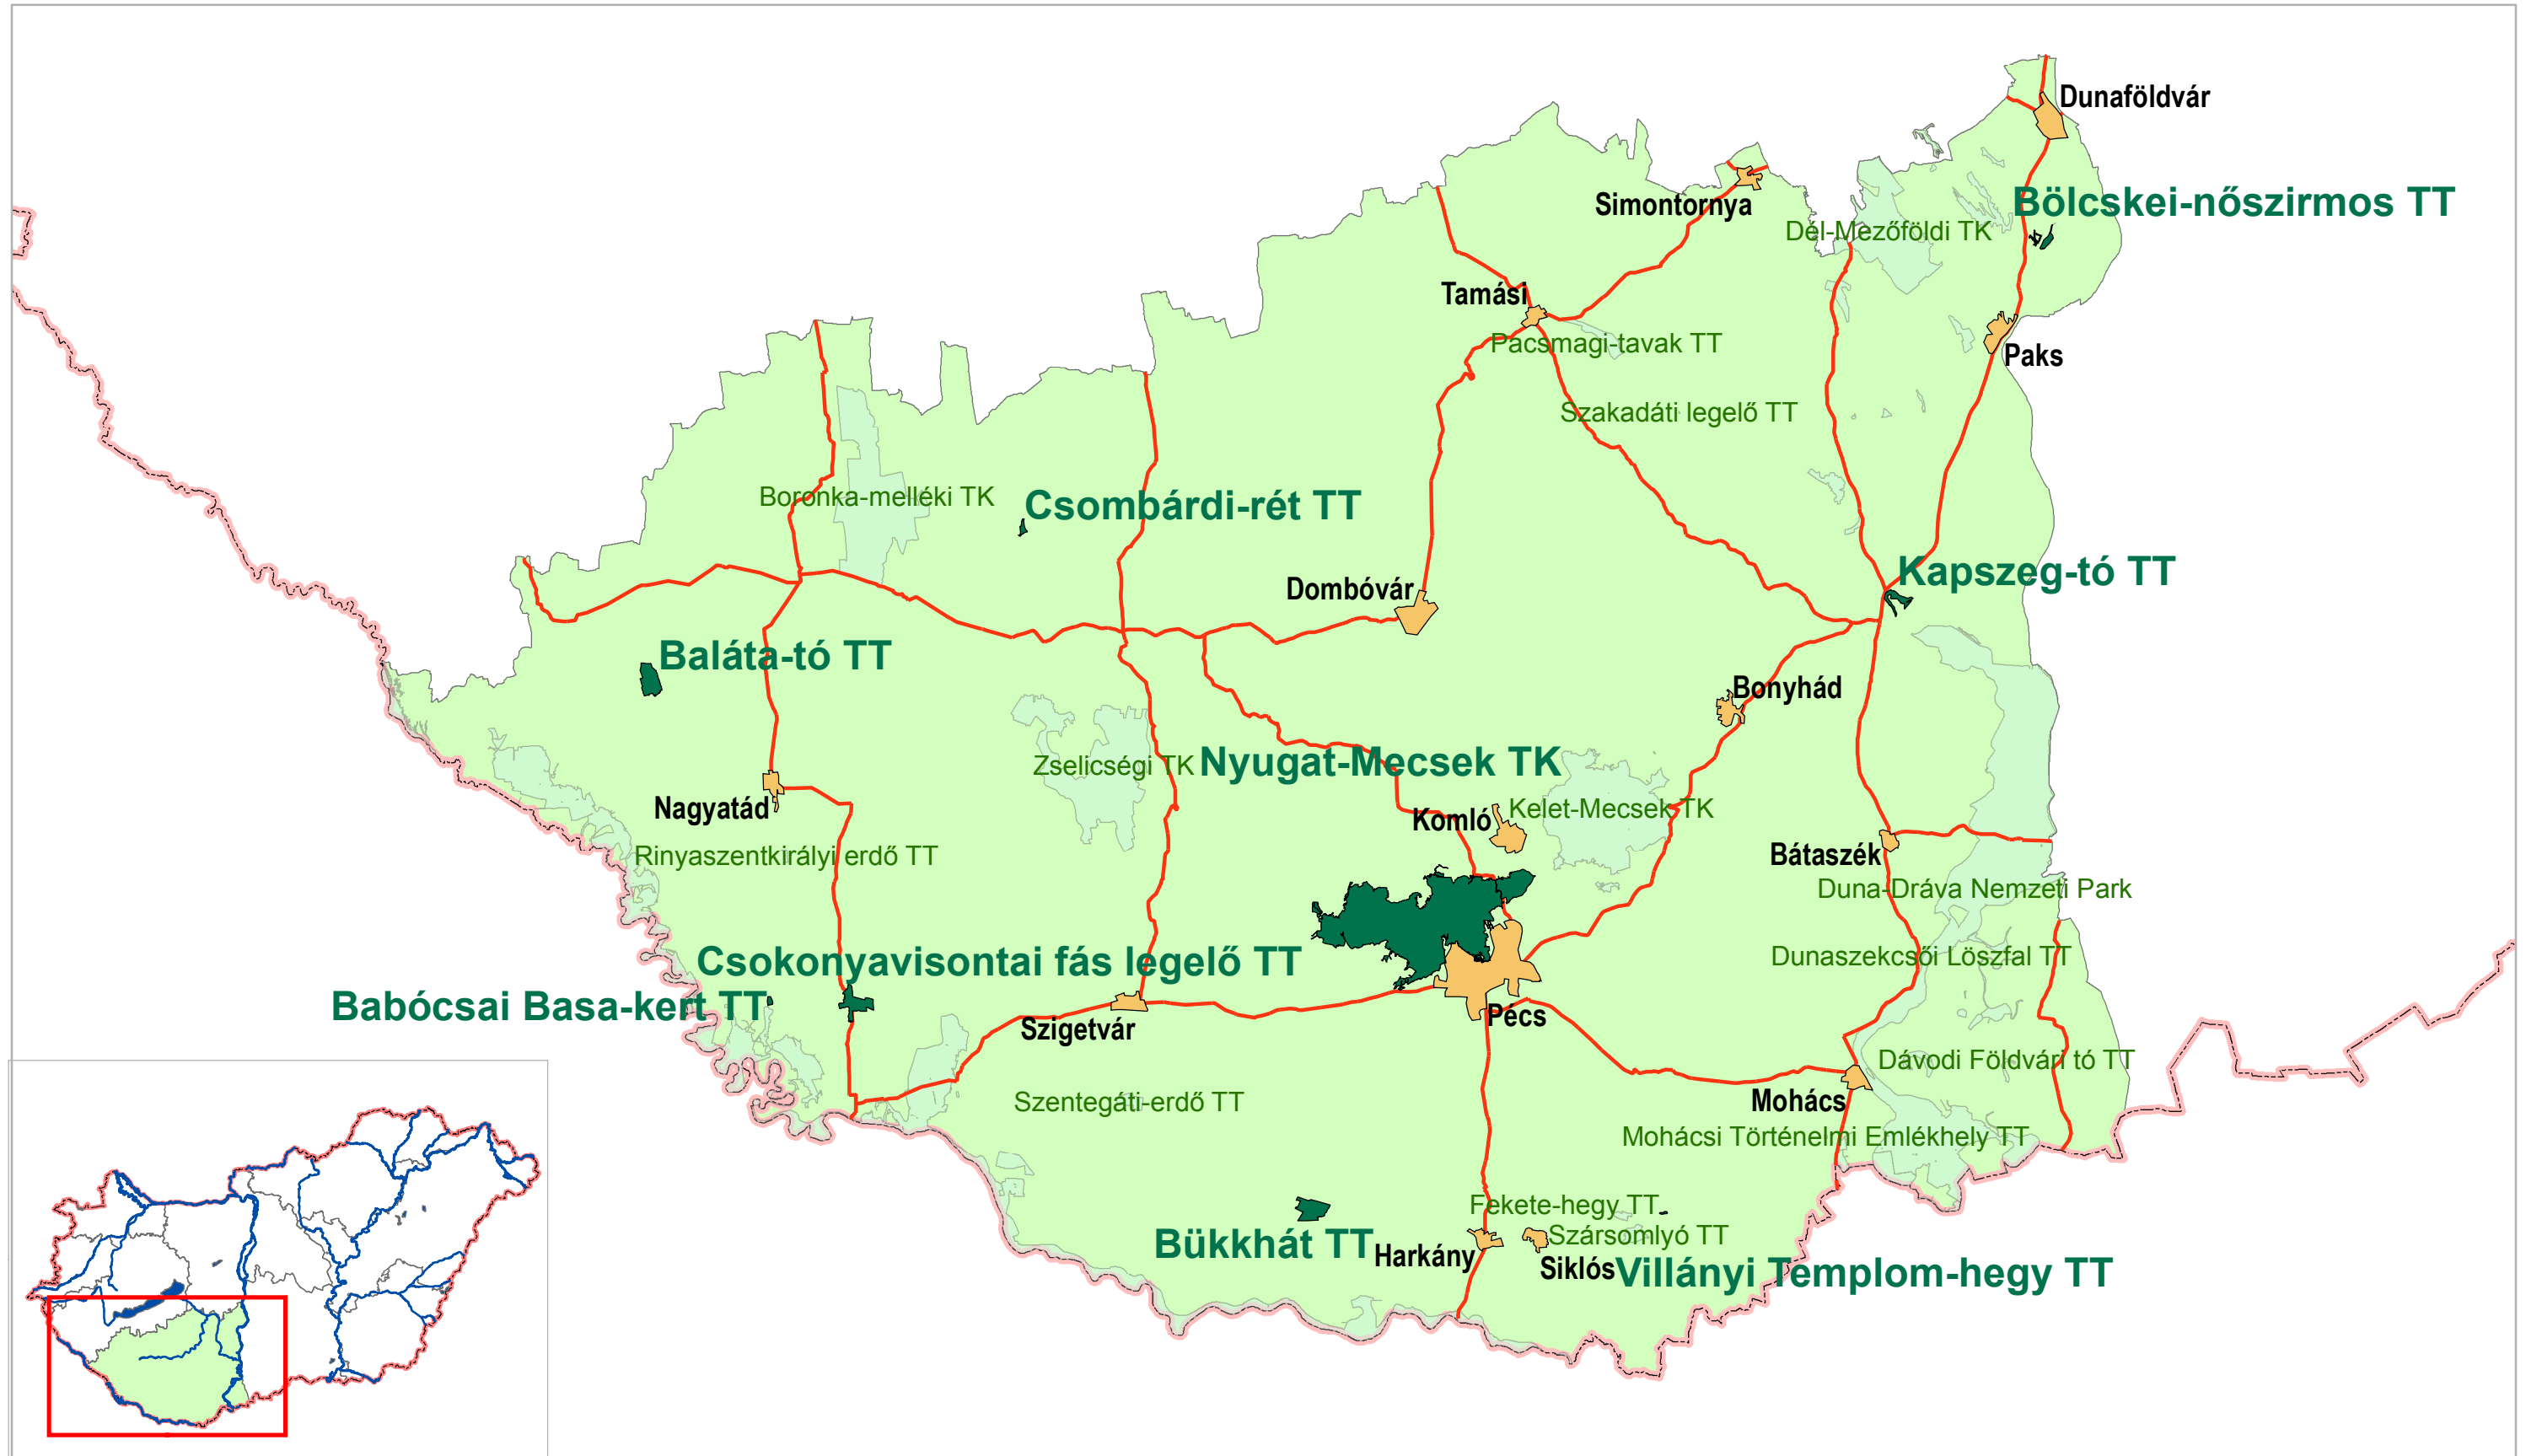 Dunaföldvár
Bölcskei-nőszirmos TT
Simontornya
Dél-Mezőföldi TK
Tamási
Pacsmagi-tavak TT
Paks
Szakadáti legelő TT
Boronka-melléki TK
Csombárdi-rét TT
Kapszeg-tó TT
Dombóvár
Baláta-tó TT
Bonyhád
Zselicségi TK
Nyugat-Mecsek TK
Nagyatád
Komló
Kelet-Mecsek TK
Rinyaszentkirályi erdő TT
Bátaszék
Duna-Dráva Nemzeti Park
Csokonyavisontai fás legelő TT
Dunaszekcsői Löszfal TT
Babócsai Basa-kert TT
Szigetvár
Pécs
Dávodi Földvári tó TT
Szentegáti-erdő TT
Mohács
Mohácsi Történelmi Emlékhely TT
Fekete-hegy TT
Szársomlyó TT
Bükkhát TT
Harkány
Siklós
Villányi Templom-hegy TT